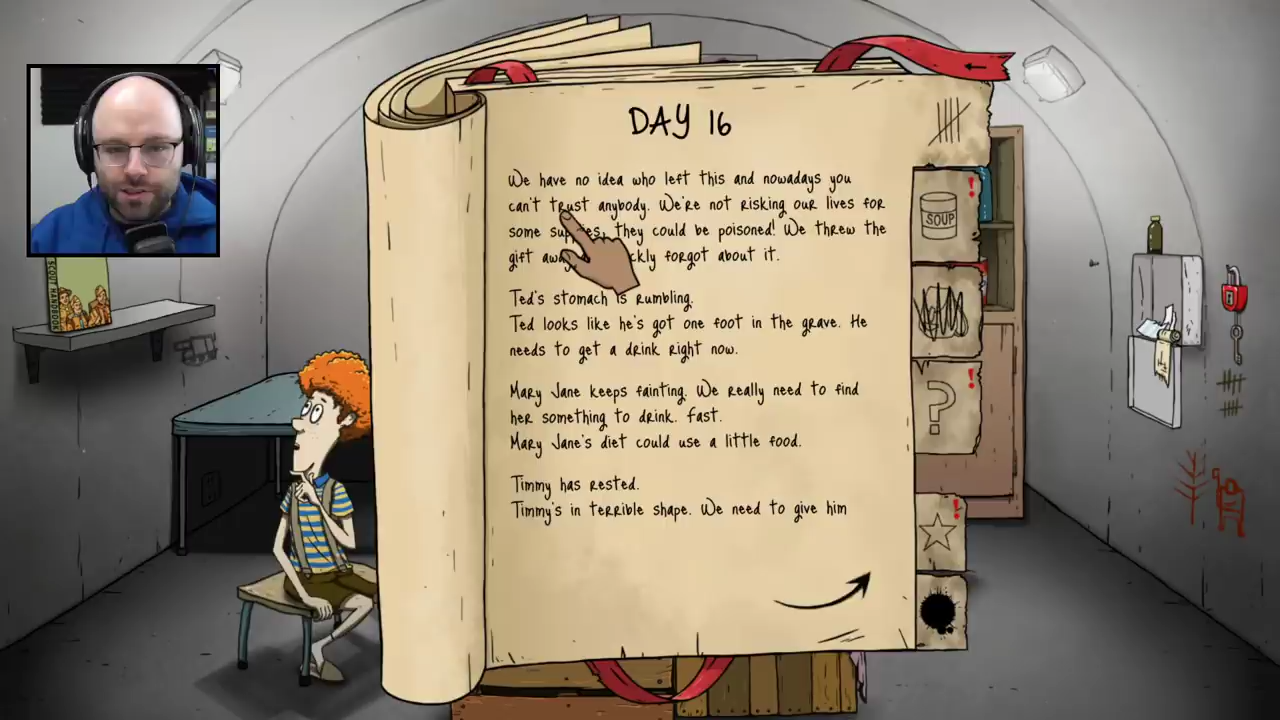 DAY 16
We have no idea who left this and nowadays you
can't trust anybody. We're not risking our lives for
some they could be poisoned! We threw the
gift forgot about it.
Ted's stomach is rumbling.
Ted looks like he's got one foot in the grave. He
needs to get a drink right now.
Mary Jane keeps fainting. We really need to find
her something to drink. Fast.
Mary Jane's diet could use a little food.
Timmy has rested.
Timmy's in terrible shape. We need to give him
SOUP
!
?
!
!
SCOUT HANDBOOK